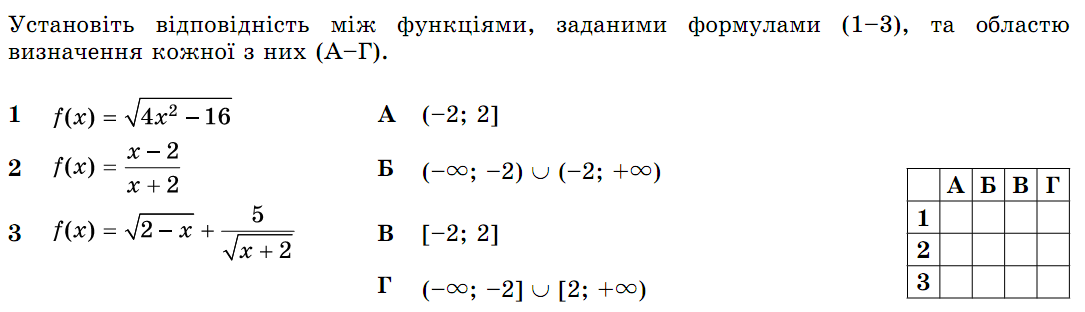 Установіть відповідність між функціями, заданими формулами (1–3), та областю
визначення кожної з них (А–Г).
1 f(x) = √(4x² – 16) А (–2; 2]
2 f(x) = (x – 2)/(x + 2) Б (–∞; –2) ∪ (–2; +∞)
3 f(x) = √(2 – x) + 5/√(x + 2) В [–2; 2]
Г (–∞; –2] ∪ [2; +∞)
А Б В Г
1
2
3